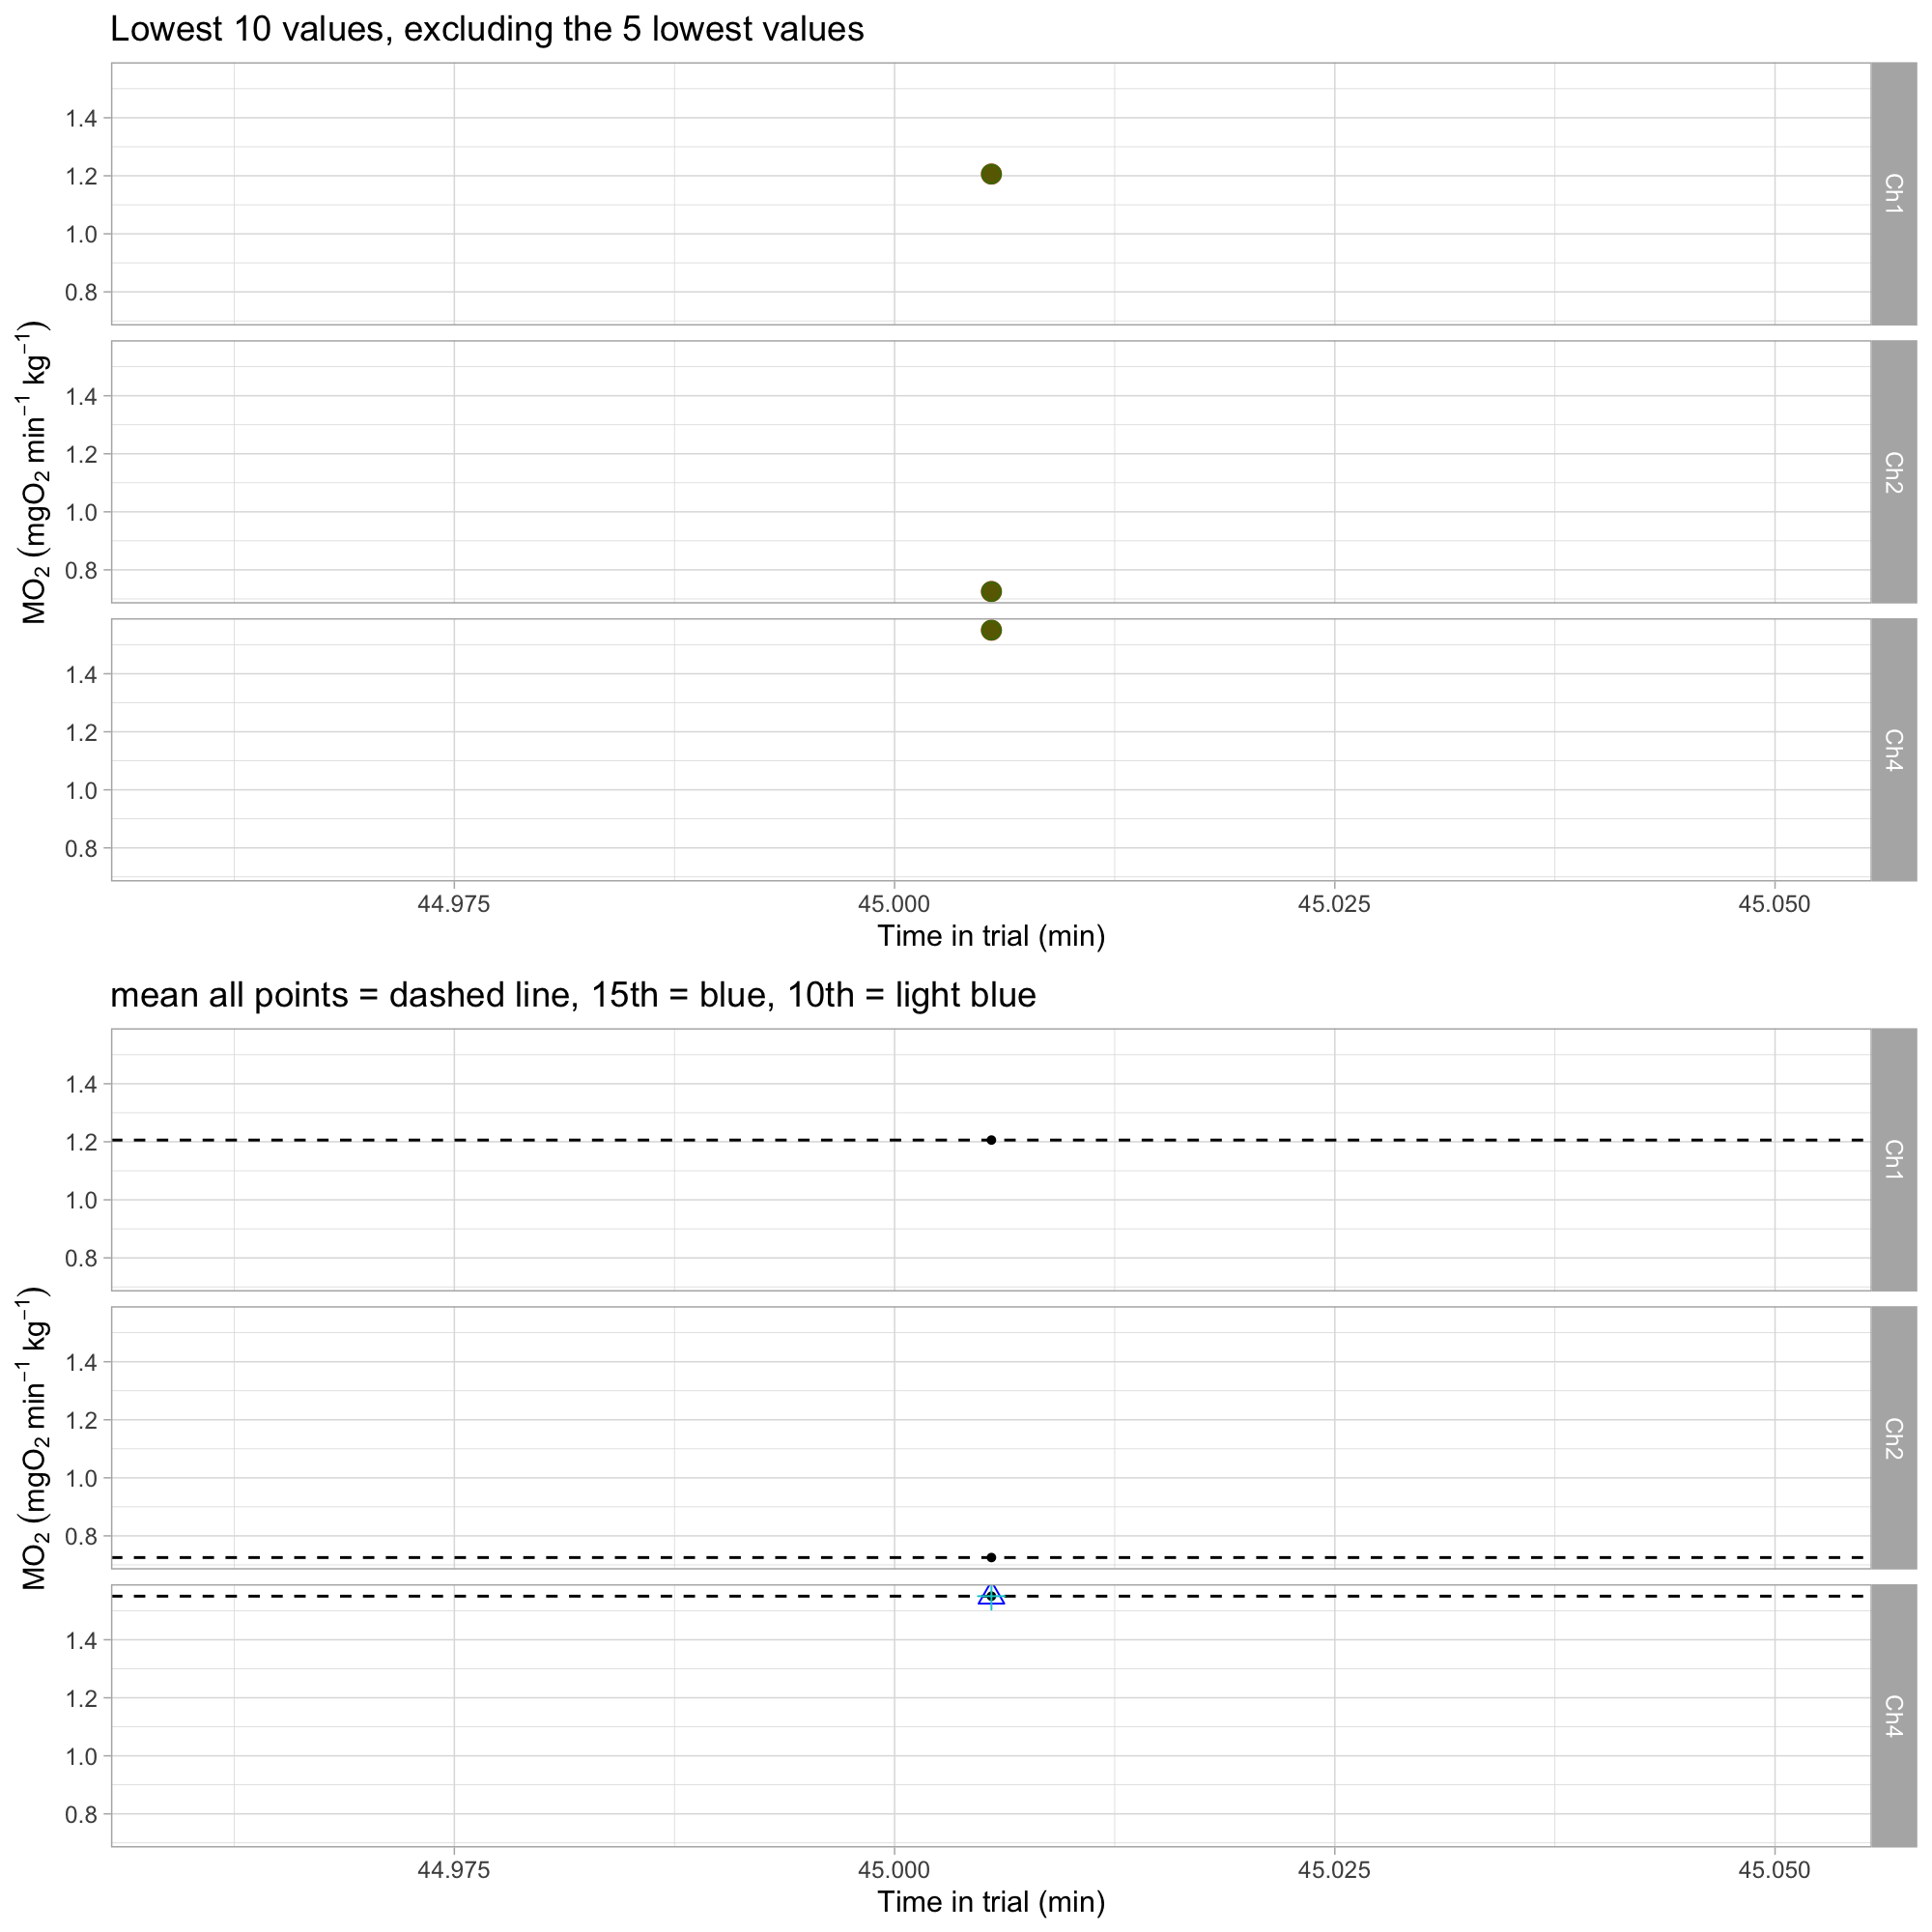 Lowest 10 values, excluding the 5 lowest values
MO₂ (mgO₂ min⁻¹ kg⁻¹)
1.4
1.2
1.0
0.8
Ch1
1.4
1.2
1.0
0.8
Ch2
1.4
1.2
1.0
0.8
Ch4
44.975 45.000 45.025 45.050
Time in trial (min)
mean all points = dashed line, 15th = blue, 10th = light blue
MO₂ (mgO₂ min⁻¹ kg⁻¹)
1.4
1.2
1.0
0.8
Ch1
1.4
1.2
1.0
0.8
Ch2
1.4
1.2
1.0
0.8
Ch4
44.975 45.000 45.025 45.050
Time in trial (min)